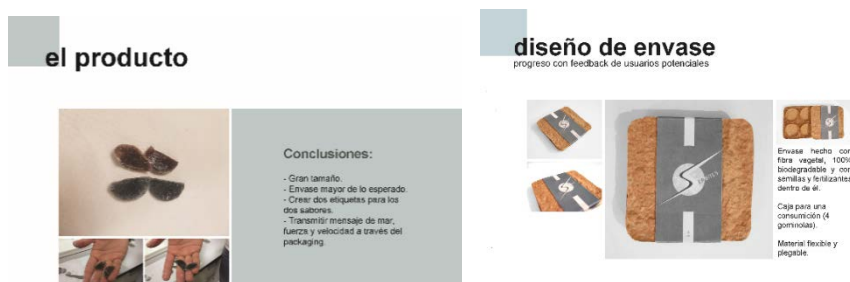 el producto
Conclusiones:
- Gran tamaño.
- Envase mayor de lo esperado.
- Crear dos etiquetas para los
dos sabores.
- Transmitir mensaje de mar,
fuerza y velocidad a través del
packaging.
diseño de envase
progreso con feedback de usuarios potenciales
Envase hecho con
fibra vegetal, 100%
biodegradable y con
semillas y fertilizantes
dentro de él.
Caja para una
consumición (4
gominolas).
Material flexible y
plegable.